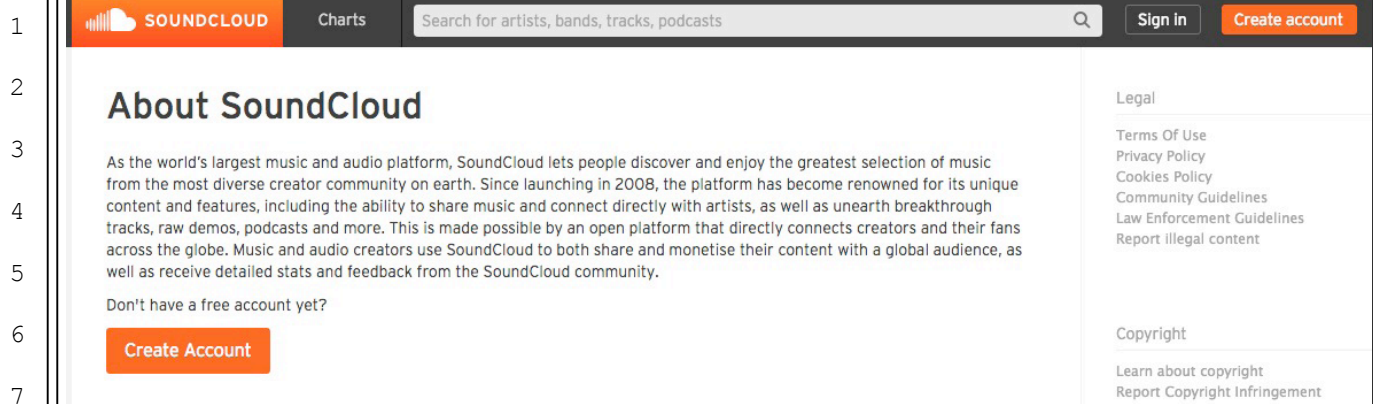 SOUNDCLOUD Charts Search for artists, bands, tracks, podcasts Sign in Create account
1
2
3
4
5
6
7
About SoundCloud
As the world's largest music and audio platform, SoundCloud lets people discover and enjoy the greatest selection of music
from the most diverse creator community on earth. Since launching in 2008, the platform has become renowned for its unique
content and features, including the ability to share music and connect directly with artists, as well as unearth breakthrough
tracks, raw demos, podcasts and more. This is made possible by an open platform that directly connects creators and their fans
across the globe. Music and audio creators use SoundCloud to both share and monetise their content with a global audience, as
well as receive detailed stats and feedback from the SoundCloud community.
Don't have a free account yet?
Create Account
Legal
Terms Of Use
Privacy Policy
Cookies Policy
Community Guidelines
Law Enforcement Guidelines
Report illegal content
Copyright
Learn about copyright
Report Copyright Infringement